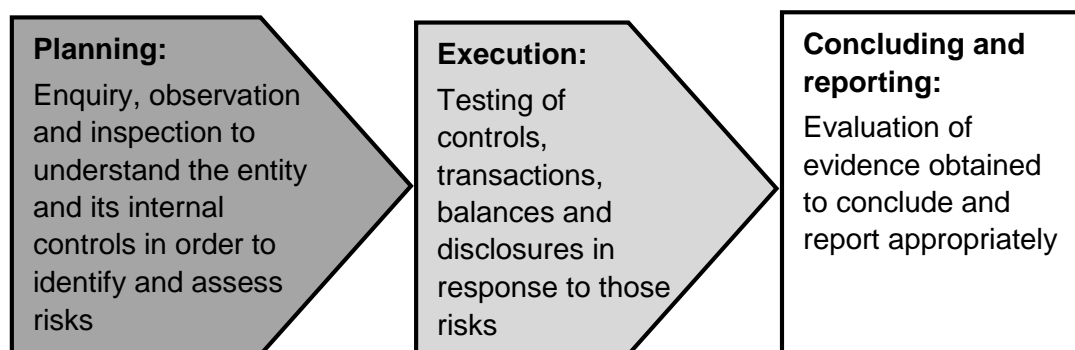 Planning:
Enquiry, observation
and inspection to
understand the entity
and its internal
controls in order to
identify and assess
risks
Execution:
Testing of
controls,
transactions,
balances and
disclosures in
response to those
risks
Concluding and
reporting:
Evaluation of
evidence obtained
to conclude and
report appropriately